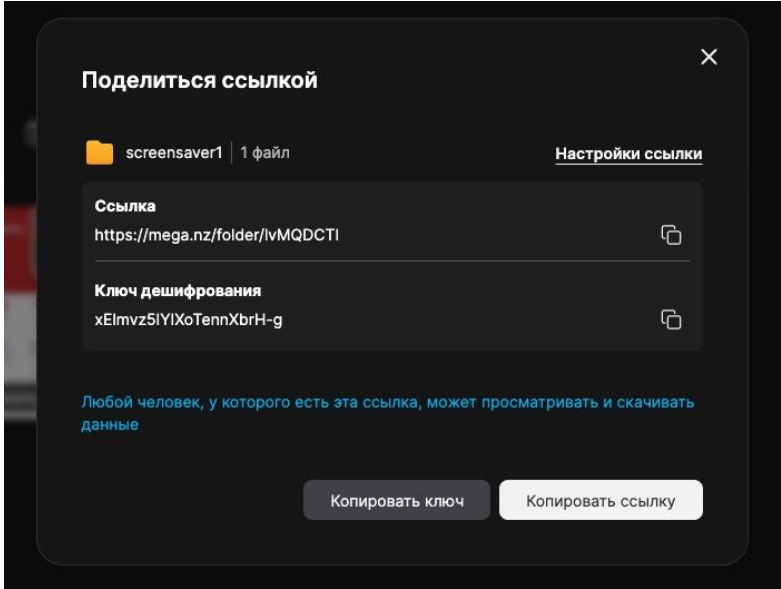 Поделиться ссылкой
screensaver1 | 1 файл
Настройки ссылки
Ссылка
https://mega.nz/folder/lvMQDCTI
Ключ дешифрования
xElmvz5IYlXoTennXbrH-g
Любой человек, у которого есть эта ссылка, может просматривать и скачивать
данные
Копировать ключ
Копировать ссылку